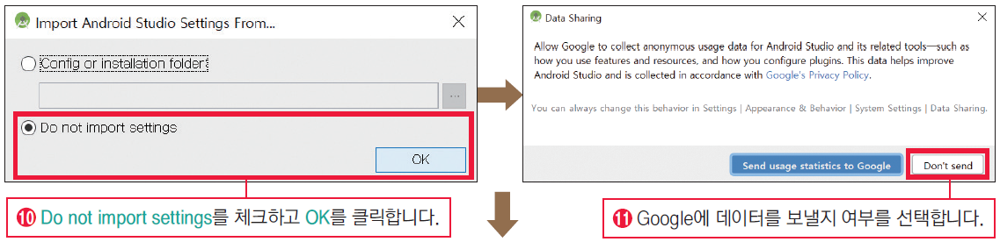 Import Android Studio Settings From...
Config or installation folder:
...
Do not import settings
OK
⑩ Do not import settings를 체크하고 OK를 클릭합니다.
Data Sharing
Allow Google to collect anonymous usage data for Android Studio and its related tools—such as
how you use features and resources, and how you configure plugins. This data helps improve
Android Studio and is collected in accordance with Google's Privacy Policy.
You can always change this behavior in Settings | Appearance & Behavior | System Settings | Data Sharing.
Send usage statistics to Google
Don't send
⑪ Google에 데이터를 보낼지 여부를 선택합니다.